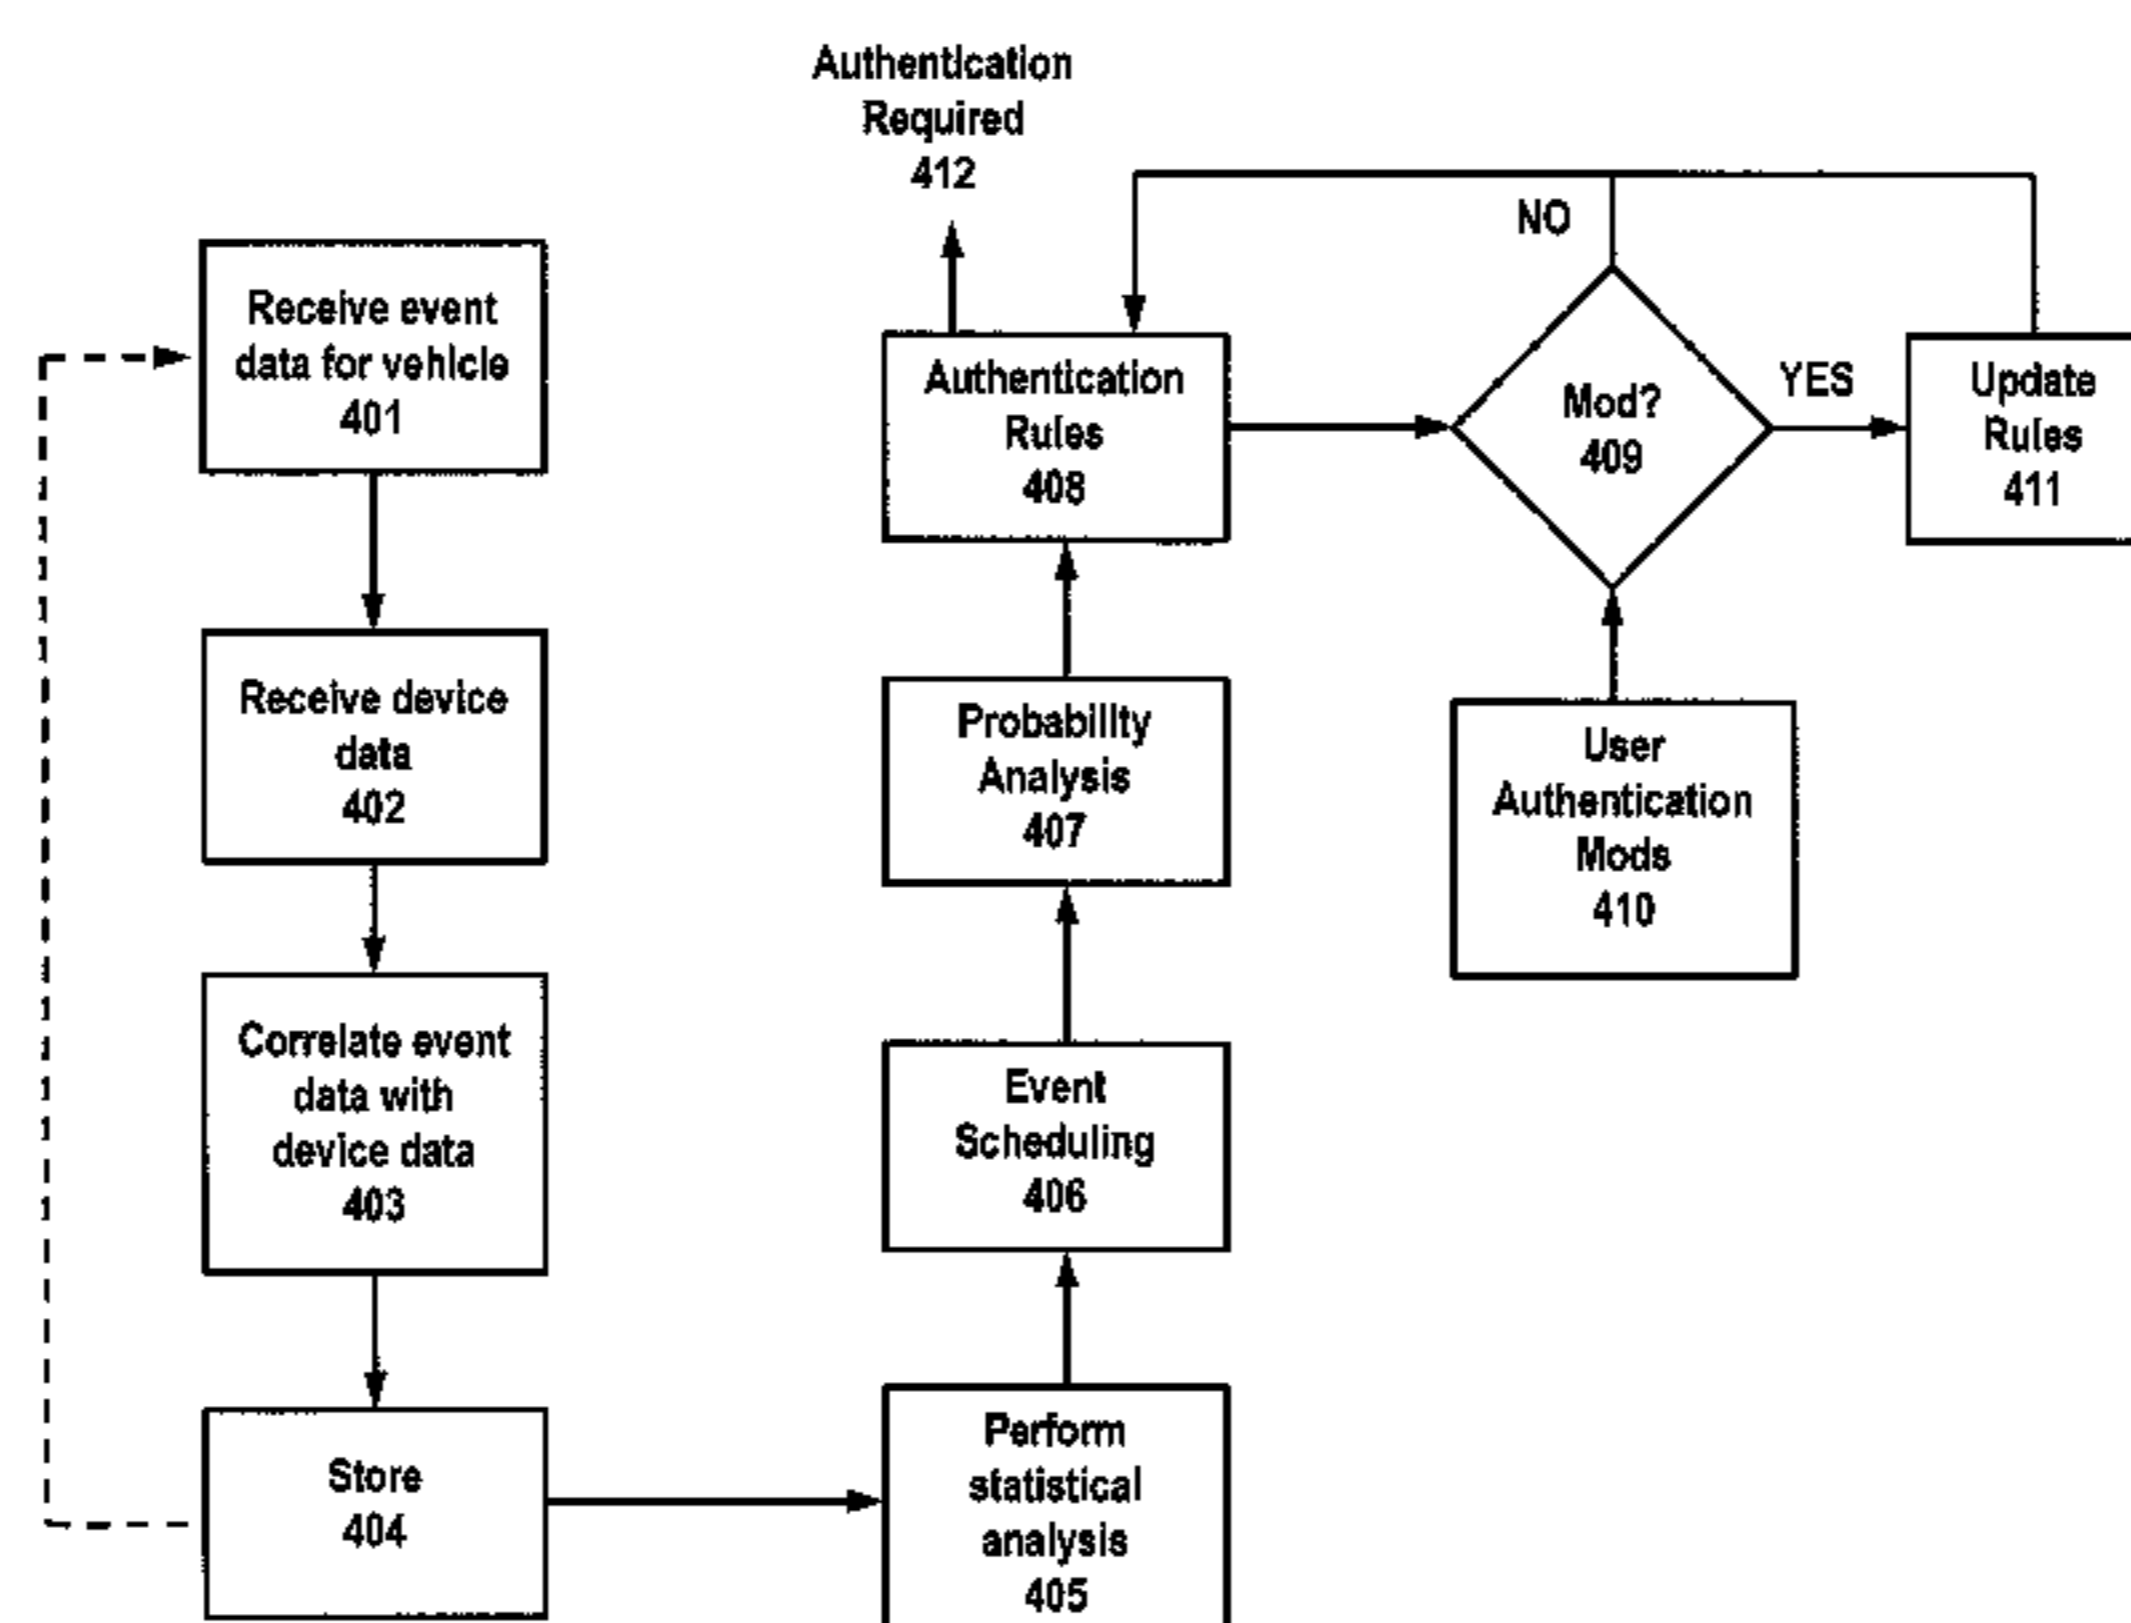 Authentication
Required
412
Receive event
data for vehicle
401
Receive device
data
402
Correlate event
data with
device data
403
Store
404
Perform
statistical
analysis
405
Event
Scheduling
406
Probability
Analysis
407
Authentication
Rules
408
NO
Mod?
409
YES
Update
Rules
411
User
Authentication
Mods
410